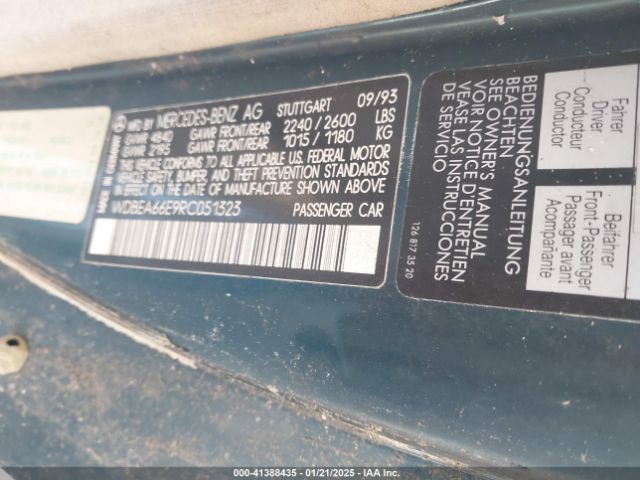 MFG. BY MERCEDES-BENZ AG STUTTGART 09/93
GVWR 4840 GAWR FRONT/REAR 2240/2600 LBS
GVWR 2195 GAWR FRONT/REAR 1015/1180 KG
THIS VEHICLE CONFORMS TO ALL APPLICABLE U.S. FEDERAL MOTOR
VEHICLE SAFETY, BUMPER, AND THEFT PREVENTION STANDARDS
IN EFFECT ON THE DATE OF MANUFACTURE SHOWN ABOVE
WDBEA66E9RC051323 PASSENGER CAR
BEDIENUNGSANLEITUNG
BEACHTEN
SEE OWNER'S MANUAL
VOIR NOTICE D'ENTRETIEN
VEASE LAS INSTRUCCIONES
DE SERVICIO
126 817 35 20
Fahrer
Driver
Conducteur
Conductor
Beifahrer
Front-Passenger
Passager avant
Acompañante
000-41388435 - 01/21/2025 - IAA Inc.